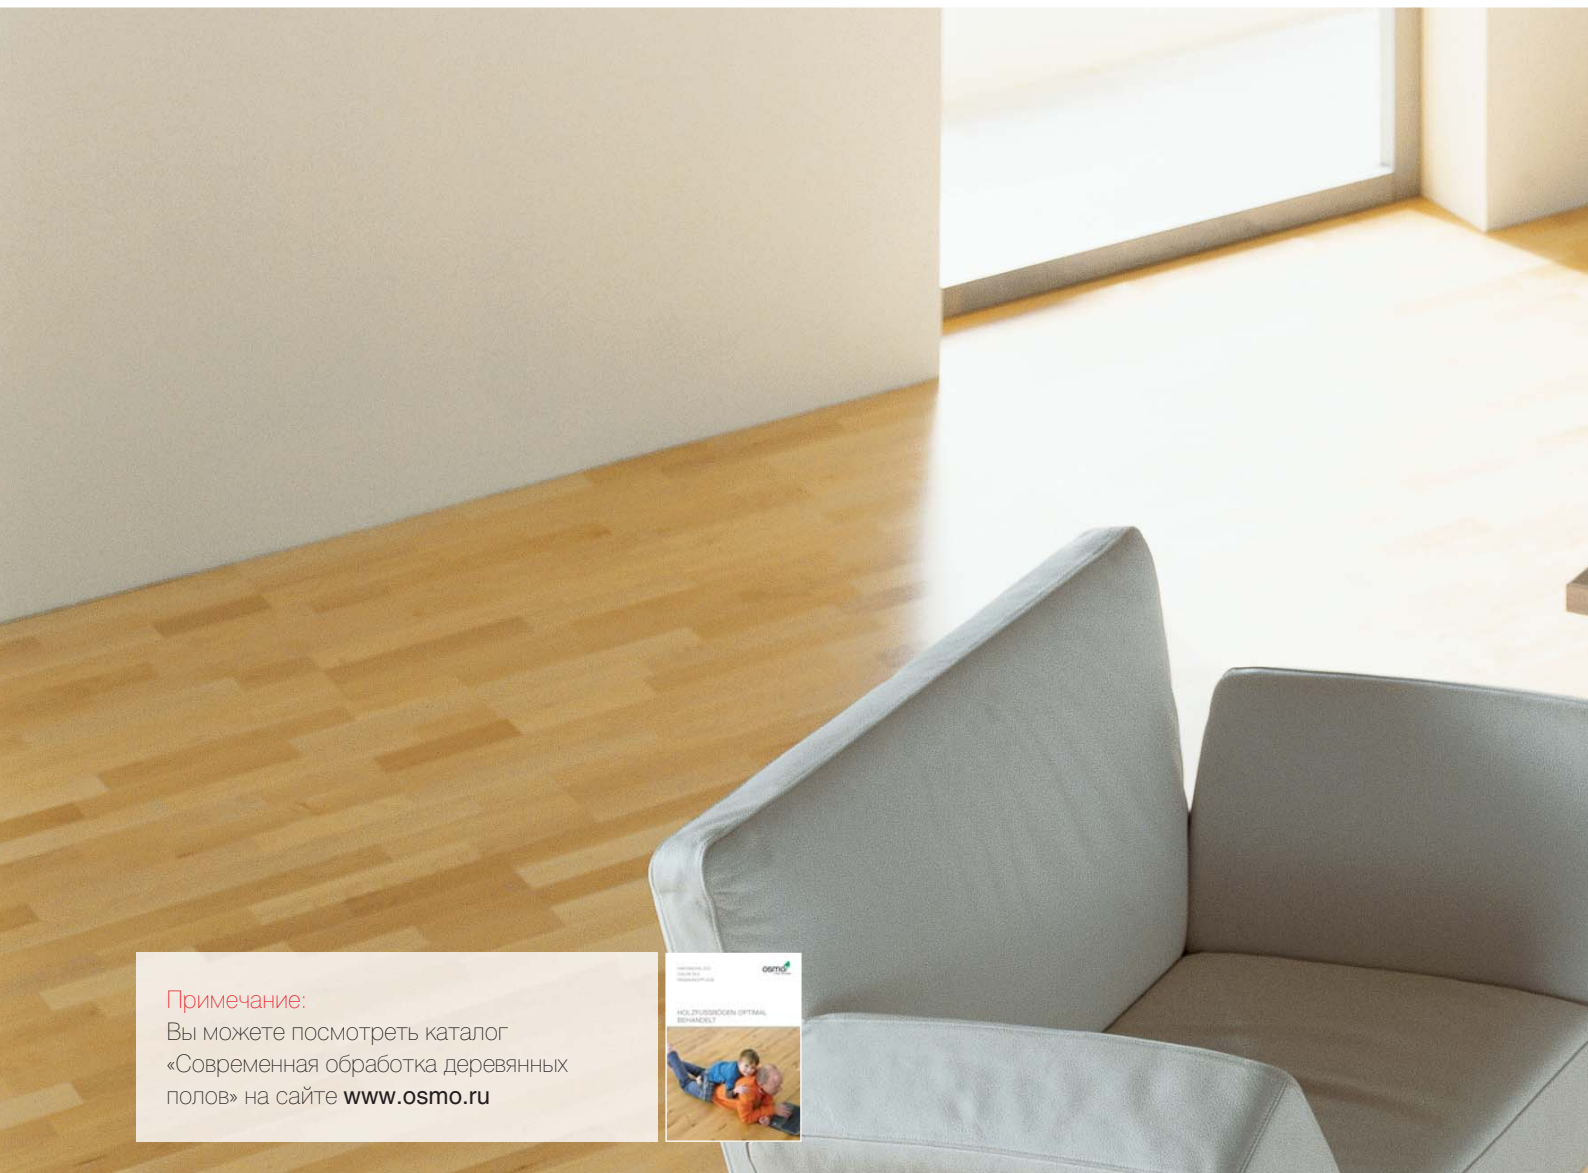 Примечание:
Вы можете посмотреть каталог
«Современная обработка деревянных
полов» на сайте www.osmo.ru
osmo
HOLZFUSSBÖDEN OPTIMAL
BEHANDELT